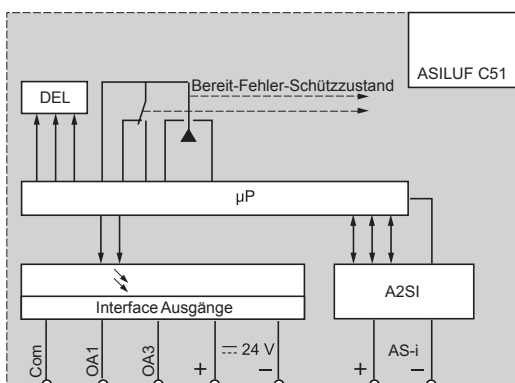 ASILUF C51
Bereit-Fehler-Schützzustand
DEL
µP
Interface Ausgänge
A2SI
Com
OA1
OA3
+
24 V
–
+
AS-i
–